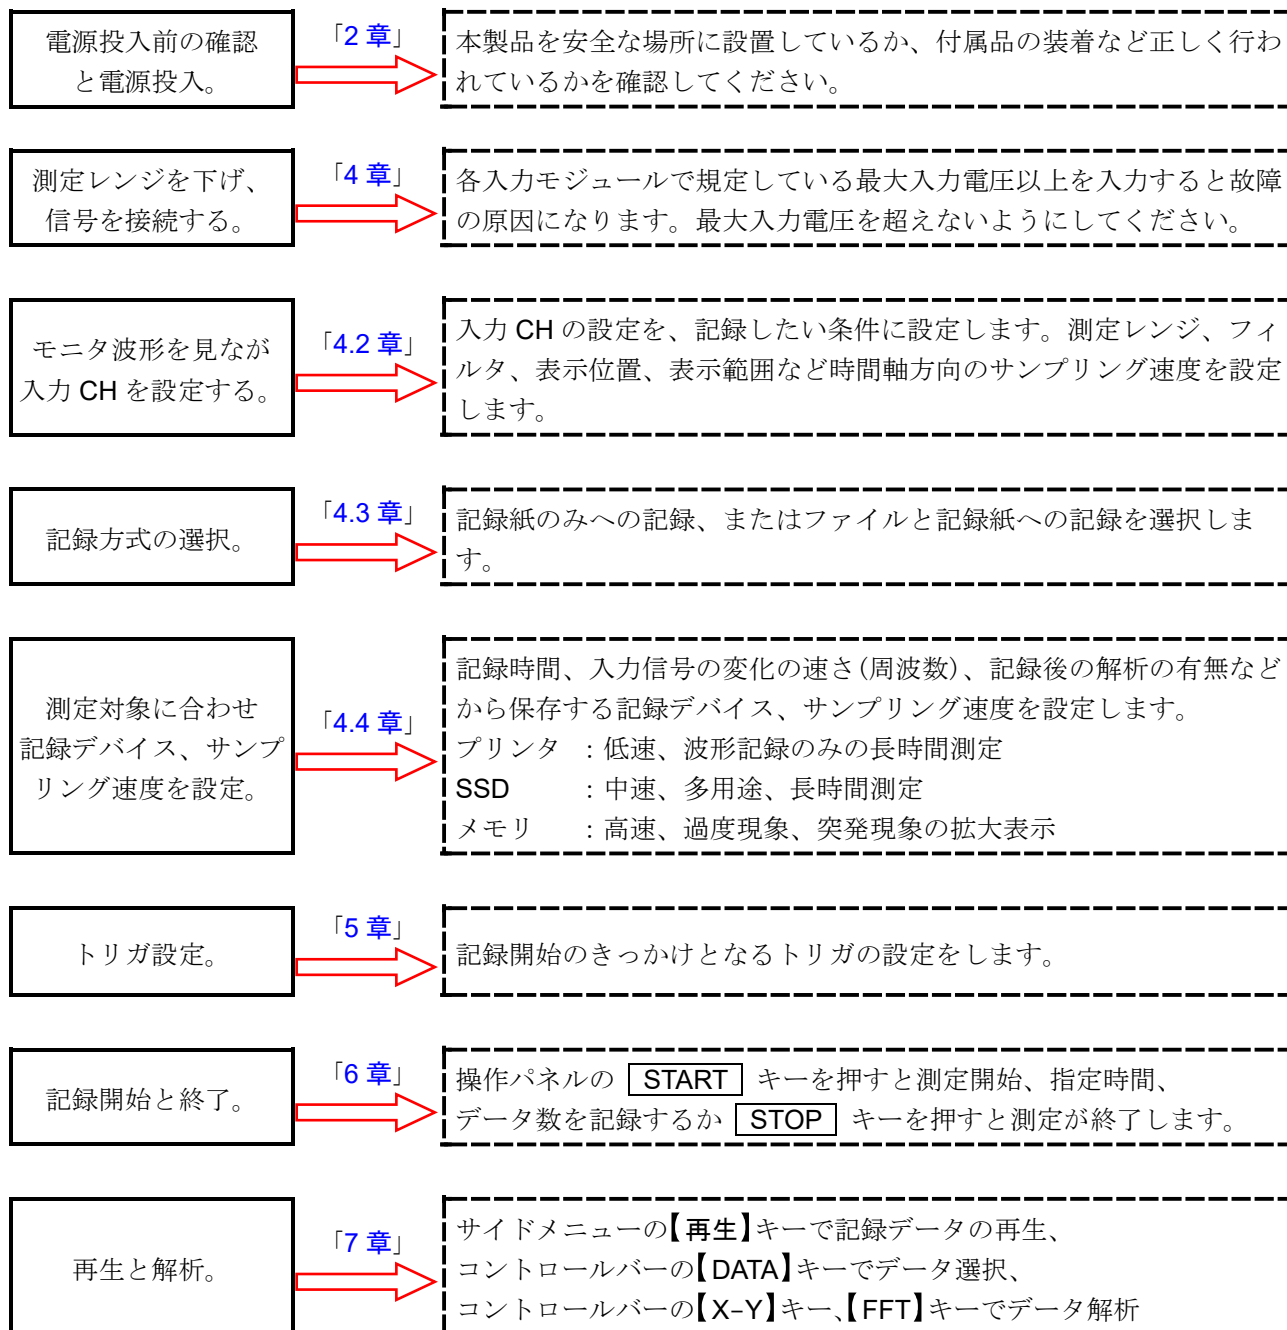 電源投入前の確認
と電源投入。
「2 章」
本製品を安全な場所に設置しているか、付属品の装着など正しく行わ
れているかを確認してください。
測定レンジを下げ、
信号を接続する。
「4 章」
各入力モジュールで規定している最大入力電圧以上を入力すると故障
の原因になります。最大入力電圧を超えないようにしてください。
モニタ波形を見なが
入力 CH を設定する。
「4.2 章」
入力 CH の設定を、記録したい条件に設定します。測定レンジ、フィ
ルタ、表示位置、表示範囲など時間軸方向のサンプリング速度を設定
します。
記録方式の選択。
「4.3 章」
記録紙のみへの記録、またはファイルと記録紙への記録を選択しま
す。
測定対象に合わせ
記録デバイス、サンプ
リング速度を設定。
「4.4 章」
記録時間、入力信号の変化の速さ(周波数)、記録後の解析の有無など
から保存する記録デバイス、サンプリング速度を設定します。
プリンタ ：低速、波形記録のみの長時間測定
SSD ：中速、多用途、長時間測定
メモリ ：高速、過度現象、突発現象の拡大表示
トリガ設定。
「5 章」
記録開始のきっかけとなるトリガの設定をします。
記録開始と終了。
「6 章」
操作パネルの START キーを押すと測定開始、指定時間、
データ数を記録するか STOP キーを押すと測定が終了します。
再生と解析。
「7 章」
サイドメニューの【再生】キーで記録データの再生、
コントロールバーの【DATA】キーでデータ選択、
コントロールバーの【X-Y】キー、【FFT】キーでデータ解析